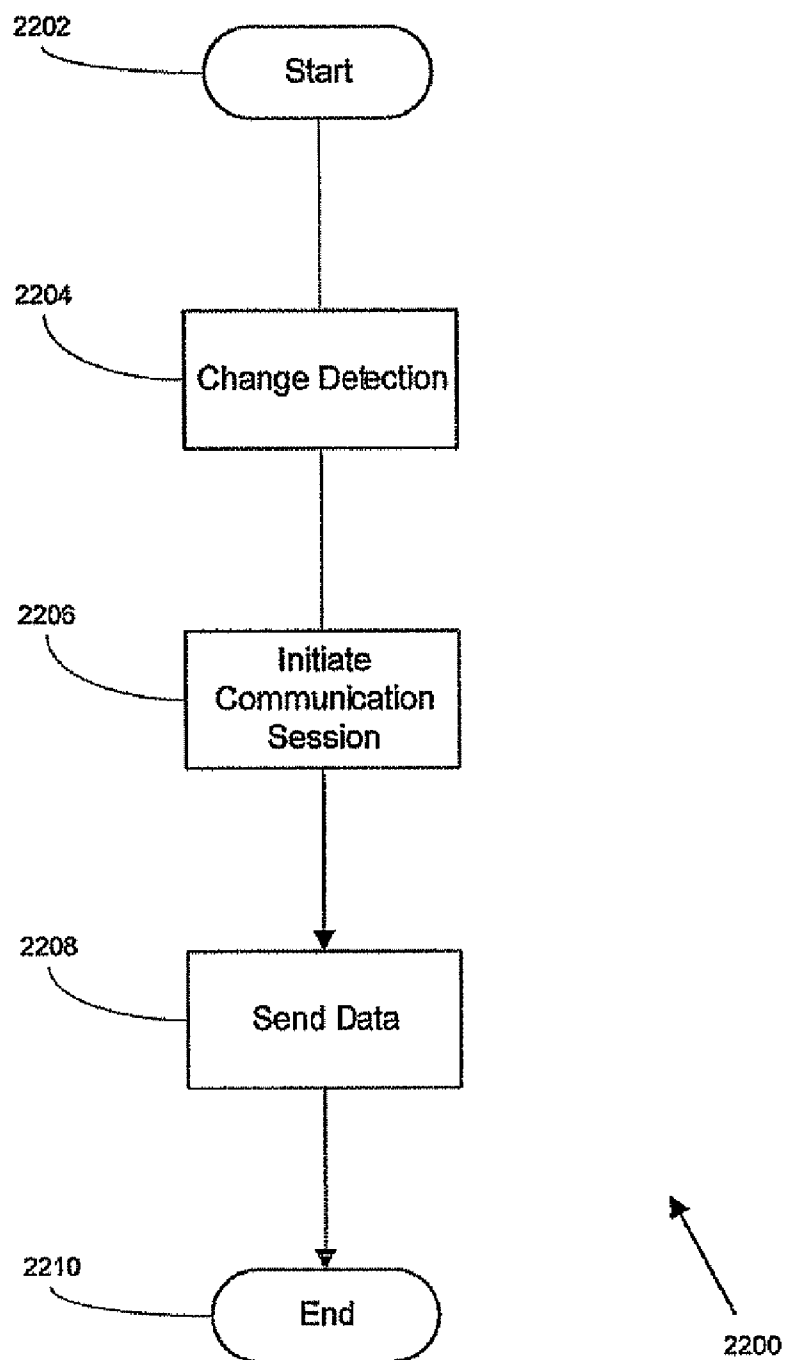 2202
Start
2204
Change Detection
2206
Initiate
Communication
Session
2208
Send Data
2210
End
2200